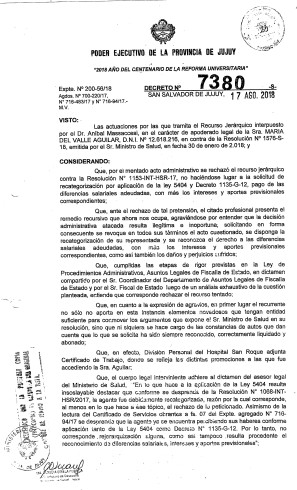 PODER EJECUTIVO DE LA PROVINCIA DE JUJUY
"2018 AÑO DEL CENTENARIO DE LA REFORMA UNIVERSITARIA"
Expte. Nº 200-56/18
DECRETO Nº 7380 -S-
Agdos. Nº 700-220/17,
SAN SALVADOR DE JUJUY, 17 AGO. 2018
Nº 716-483/17 y Nº 716-94/17.-
M.V.
VISTO:
Las actuaciones por las que tramita el Recurso Jerárquico interpuesto
por el Dr. Aníbal Massaccesi, en el carácter de apoderado legal de la Sra. MARIA
DEL VALLE AGUILAR, D.N.I. Nº 12.618.216, en contra de la Resolución Nº 1576-S-
18, emitida por el Sr. Ministro de Salud, en fecha 30 de enero de 2.018; y
CONSIDERANDO:
Que, por el mentado acto administrativo se rechazó el recurso jerárquico
contra la Resolución Nº 1153-INT-HSR-17, no haciéndose lugar a la solicitud de
recategorización por aplicación de la ley 5404 y Decreto 1135-G-12, pago de las
diferencias salariales adeudadas, con más los intereses y aportes previsionales
correspondientes;
Que, ante el rechazo de tal pretensión, el citado profesional presenta el
remedio recursivo que ahora nos ocupa, agraviándose por entender que la decisión
administrativa atacada resulta ilegítima e inoportuna, solicitando en forma
consecuente se revoque en todos sus términos el acto cuestionado, se disponga la
recategorización de su representada y se reconozca el derecho a las diferencias
salariales adeudadas, con más los intereses y aportes previsionales
correspondientes, como así también los daños y perjuicios sufridos;
Que, cumplidas las etapas de rigor previstas en la Ley de
Procedimientos Administrativos, Asuntos Legales de Fiscalía de Estado, en dictamen
compartido por el Sr. Coordinador del Departamento de Asuntos Legales de Fiscalía
de Estado y por el Sr. Fiscal de Estado luego de un análisis exhaustivo de la cuestión
planteada, entiende que corresponde rechazar el recurso tentado;
Que, en cuanto a la expresión de agravios, en primer lugar el recurrente
no sólo no aporta en esta instancia elementos novedosos que tengan entidad
suficiente para conmover los argumentos que expone el Sr. Ministro de Salud en su
resolución, sino que ni siquiera se hace cargo de las constancias de autos que dan
cuenta que lo que se solicita ha sido siempre reconocido, correctamente liquidado y
abonado;
Que, en efecto, División Personal del Hospital San Roque adjunta
Certificado de Trabajo, donde se refleja las distintas promociones a las que fue
accediendo la Sra. Aguilar;
Que, el cuerpo legal interviniente adhiere al dictamen del asesor legal
del Ministerio de Salud, "En lo que hace a la aplicación de la Ley 5404 resulta
insoslayable destacar que conforme se desprende de la Resolución Nº 1088-INT-
HSR/2017, la agente fue debidamente recategorizada, razón por la cual corresponde,
al menos en lo que hace a ese tópico, el rechazo de lo peticionado. Asimismo de la
lectura del Certificado de Servicios obrantes a fs. 07 del Expte. agregado Nº 716-
94/17 se desprende que la agente ya se encuentra percibiendo sus haberes conforme
aplicación tanto de la Ley 5404 como Decreto Nº 1135-G-12. Por lo tanto, no
corresponde rejerarquización alguna, como así tampoco resulta procedente el
reconocimiento de diferencias salariales, intereses y aportes previsionales";